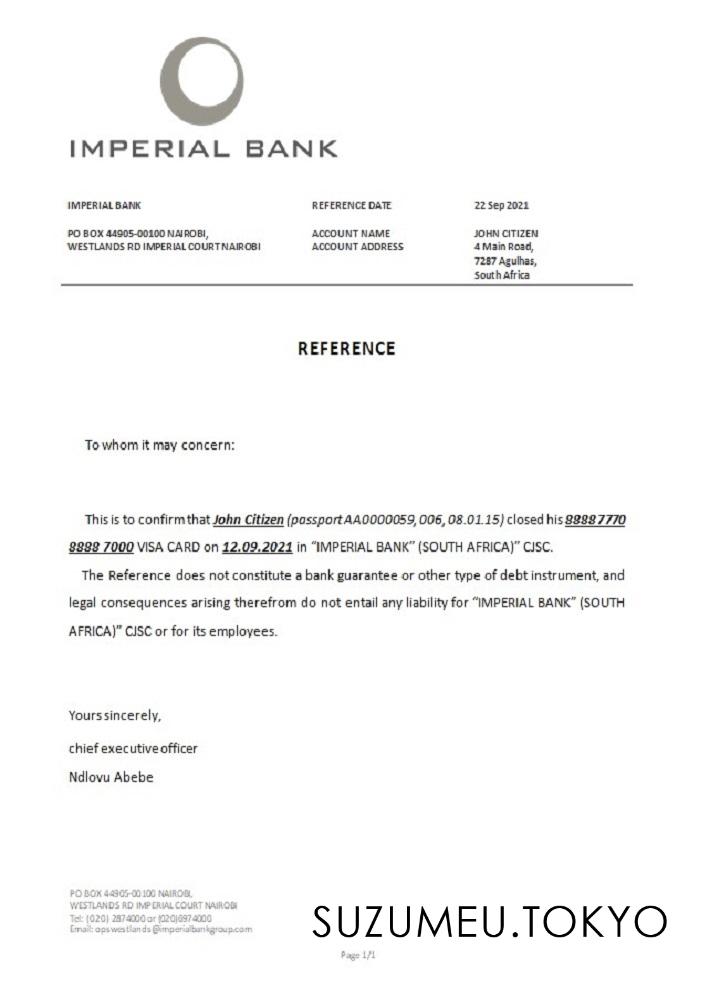 IMPERIAL BANK
IMPERIAL BANK REFERENCE DATE 22 Sep 2021
PO BOX 44905-00100 NAIROBI, ACCOUNT NAME JOHN CITIZEN
WESTLANDS RD IMPERIAL COURT NAIROBI ACCOUNT ADDRESS 4 Main Road,
7287 Agulhas,
South Africa
REFERENCE
To whom it may concern:
This is to confirm that John Citizen (passport AA0000059, 006, 08.01.15) closed his 8888 7770
8888 7000 VISA CARD on 12.09.2021 in “IMPERIAL BANK” (SOUTH AFRICA)” CJSC.
The Reference does not constitute a bank guarantee or other type of debt instrument, and
legal consequences arising therefrom do not entail any liability for “IMPERIAL BANK” (SOUTH
AFRICA)” CJSC or for its employees.
Yours sincerely,
chief executive officer
Ndlovu Abebe
PO BOX 44905-00100 NAIROBI,
WESTLANDS RD IMPERIAL COURT NAIROBI
Tel: (020) 2874000 or (020)6974000
Email: opswestlands@imperialbankgroup.com
SUZUMEU.TOKYO
Page 1/1